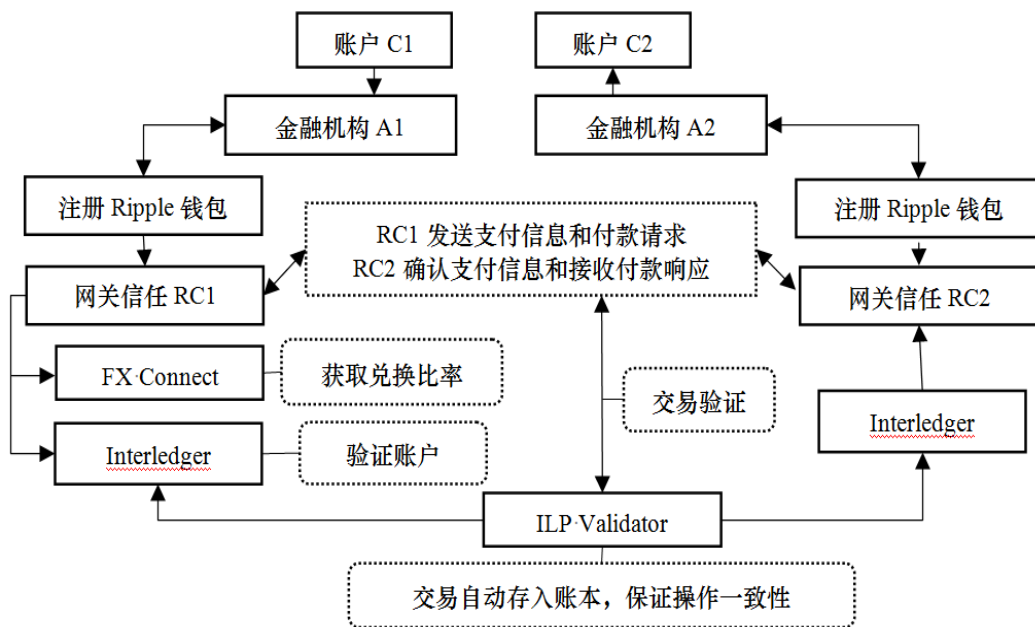 账户 C1
账户 C2
金融机构 A1
金融机构 A2
注册 Ripple 钱包
注册 Ripple 钱包
RC1 发送支付信息和付款请求
RC2 确认支付信息和接收付款响应
网关信任 RC1
网关信任 RC2
FX·Connect
获取兑换比率
交易验证
Interledger
Interledger
验证账户
ILP·Validator
交易自动存入账本，保证操作一致性